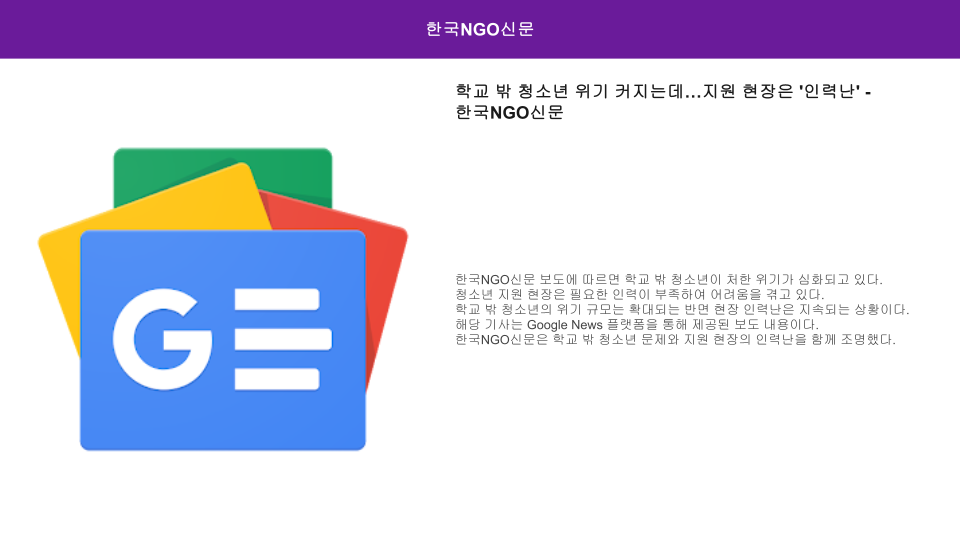 한국NGO신문
학교 밖 청소년 위기 커지는데…지원 현장은 '인력난' -
한국NGO신문
G
한국NGO신문 보도에 따르면 학교 밖 청소년이 처한 위기가 심화되고 있다.
청소년 지원 현장은 필요한 인력이 부족하여 어려움을 겪고 있다.
학교 밖 청소년의 위기 규모는 확대되는 반면 현장 인력난은 지속되는 상황이다.
해당 기사는 Google News 플랫폼을 통해 제공된 보도 내용이다.
한국NGO신문은 학교 밖 청소년 문제와 지원 현장의 인력난을 함께 조명했다.